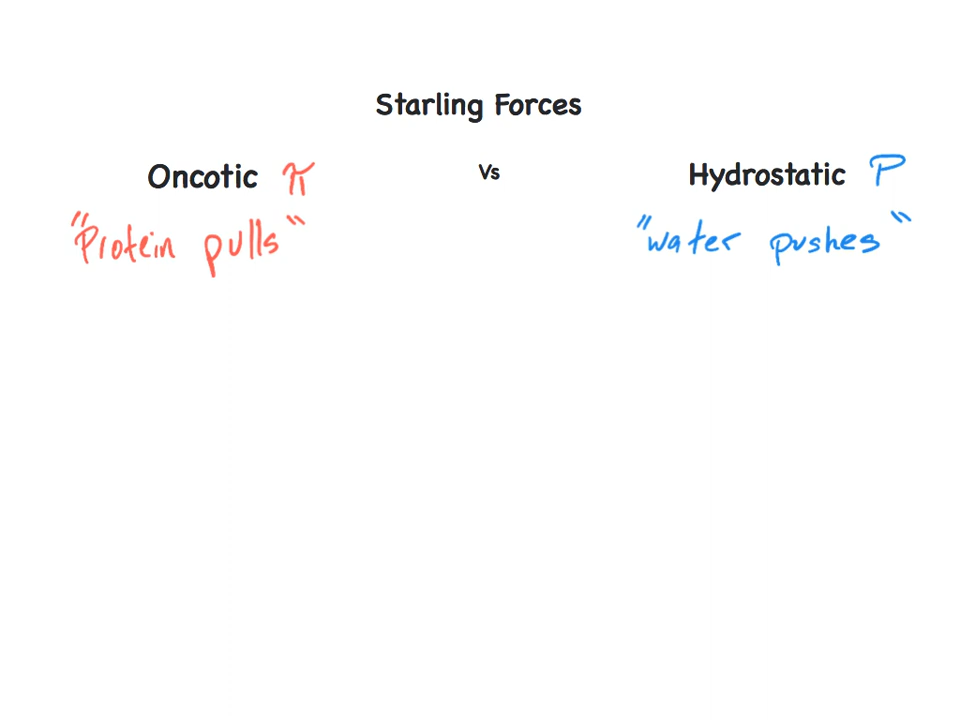 Starling Forces
Oncotic π Vs Hydrostatic P
"Protein pulls" "water pushes"